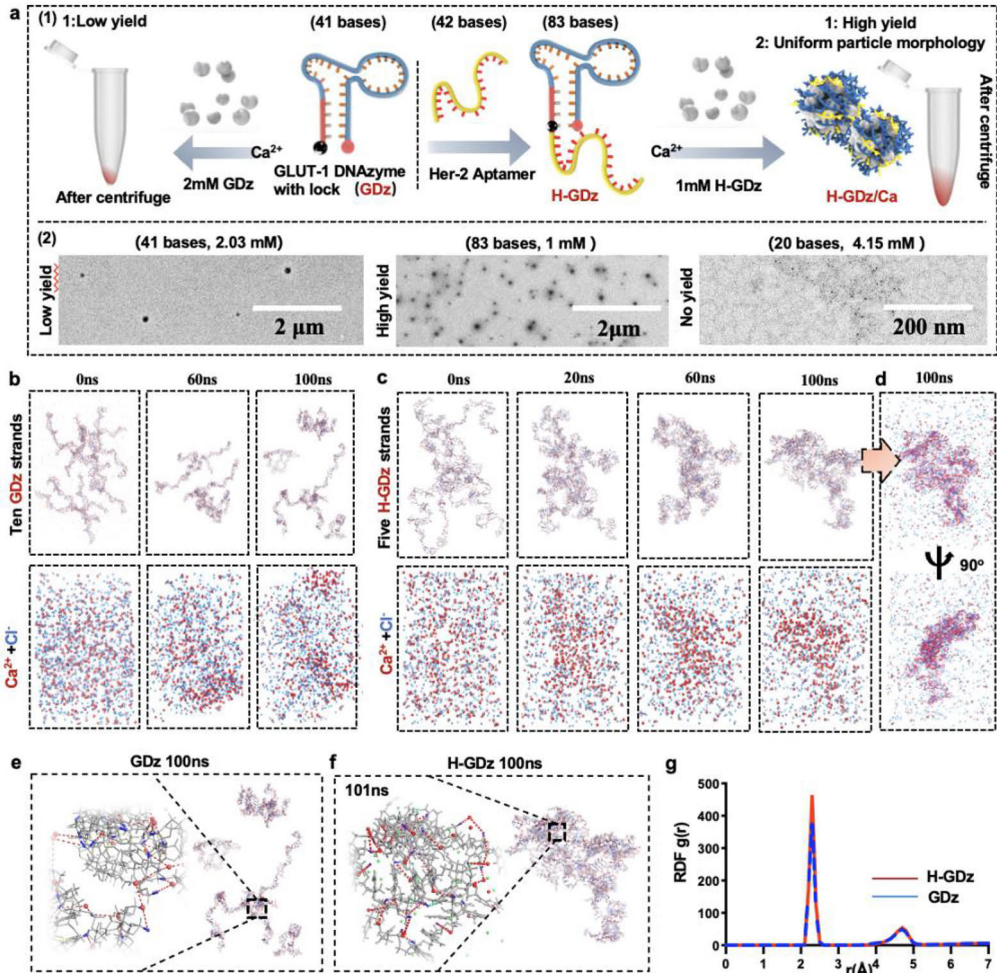 a
(1) 1:Low yield
(41 bases)
(42 bases)
(83 bases)
1: High yield
2: Uniform particle morphology
Ca²⁺
2mM GDz
After centrifuge
GLUT-1 DNAzyme
with lock (GDz)
Her-2 Aptamer
H-GDz
Ca²⁺
1mM H-GDz
H-GDz/Ca
After centrifuge
(2)
(41 bases, 2.03 mM)
(83 bases, 1 mM )
(20 bases, 4.15 mM)
Low yield
2 μm
High yield
2μm
No yield
200 nm
b
0ns
60ns
100ns
c
0ns
20ns
60ns
100ns
d
100ns
Ten GDz strands
Five H-GDz strands
90º
Ca²⁺+Cl⁻
Ca²⁺+Cl⁻
e
GDz 100ns
f
H-GDz 100ns
101ns
g
RDF g(r)
500
400
300
200
100
0
H-GDz
GDz
0 1 2 3 4 5 6 7
r(Å)